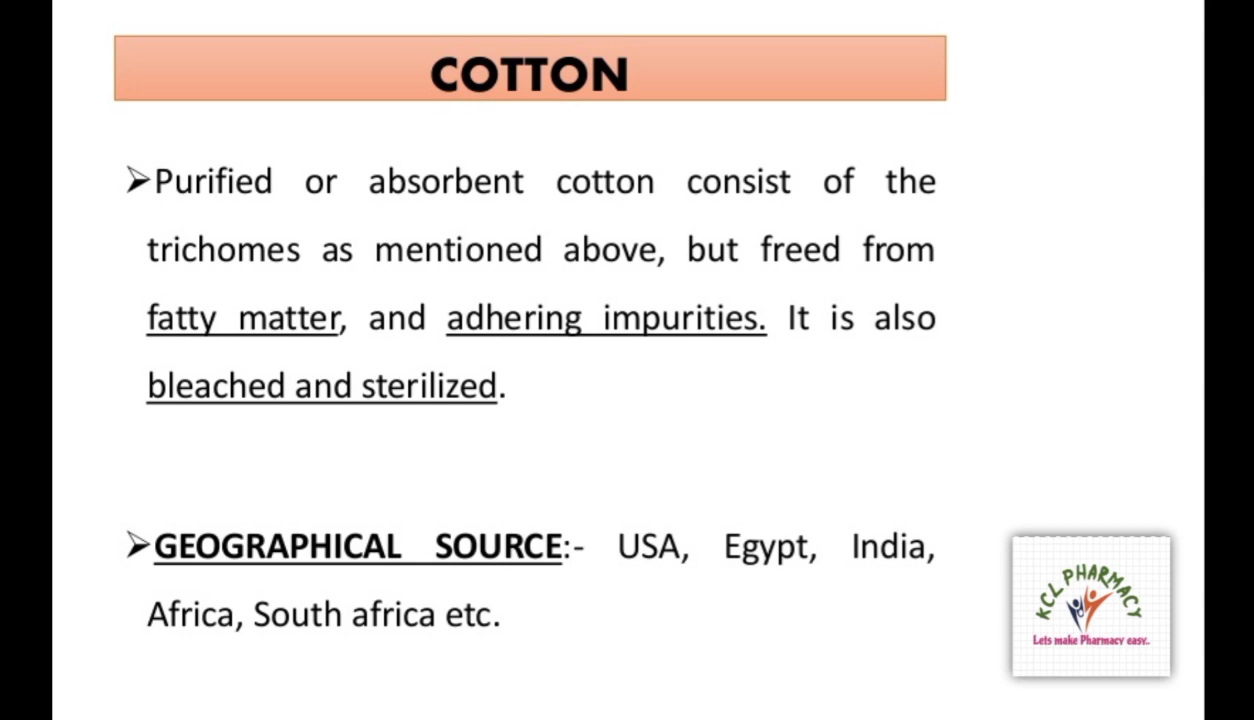 COTTON
➢Purified or absorbent cotton consist of the
trichomes as mentioned above, but freed from
fatty matter, and adhering impurities. It is also
bleached and sterilized.
➢GEOGRAPHICAL SOURCE:- USA, Egypt, India,
Africa, South africa etc.
KCL PHARMACY
Lets make Pharmacy easy..